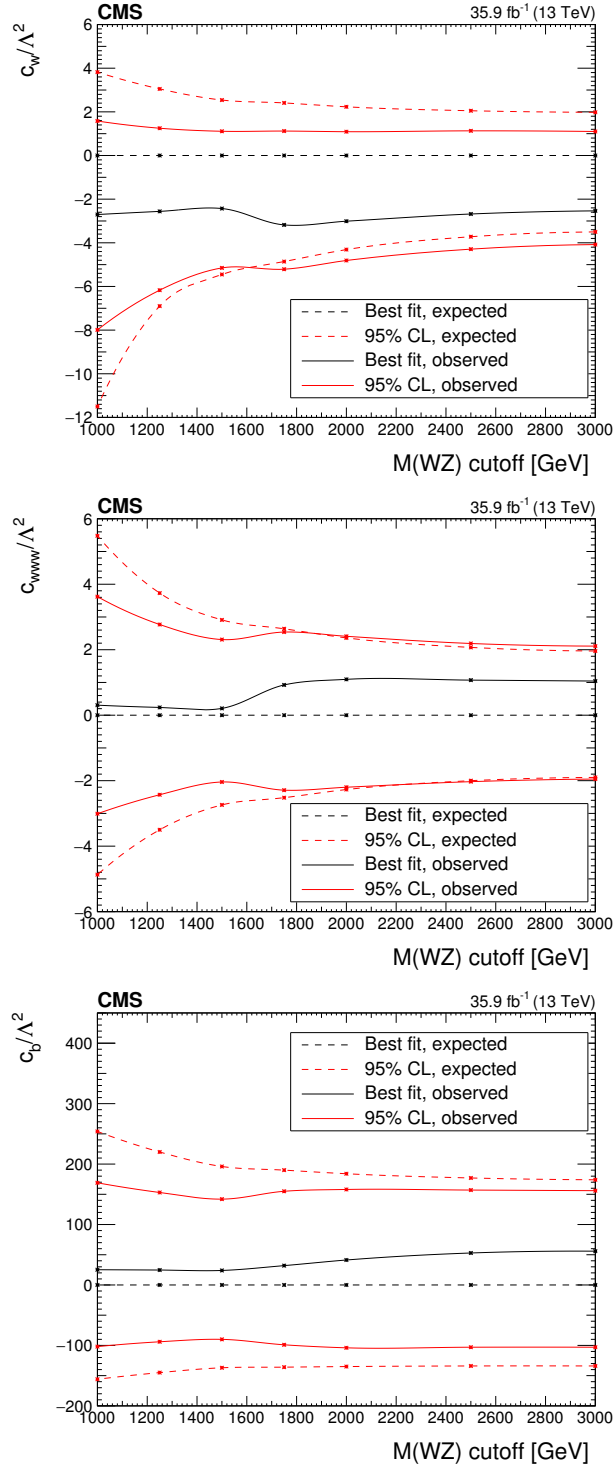 CMS 35.9 fb⁻¹ (13 TeV)
c_w/Λ²
6
4
2
0
−2
−4
−6
−8
−10
−12
Best fit, expected
95% CL, expected
Best fit, observed
95% CL, observed
1000 1200 1400 1600 1800 2000 2200 2400 2600 2800 3000
M(WZ) cutoff [GeV]
CMS 35.9 fb⁻¹ (13 TeV)
c_www/Λ²
6
4
2
0
−2
−4
−6
Best fit, expected
95% CL, expected
Best fit, observed
95% CL, observed
1000 1200 1400 1600 1800 2000 2200 2400 2600 2800 3000
M(WZ) cutoff [GeV]
CMS 35.9 fb⁻¹ (13 TeV)
c_b/Λ²
400
300
200
100
0
−100
−200
Best fit, expected
95% CL, expected
Best fit, observed
95% CL, observed
1000 1200 1400 1600 1800 2000 2200 2400 2600 2800 3000
M(WZ) cutoff [GeV]